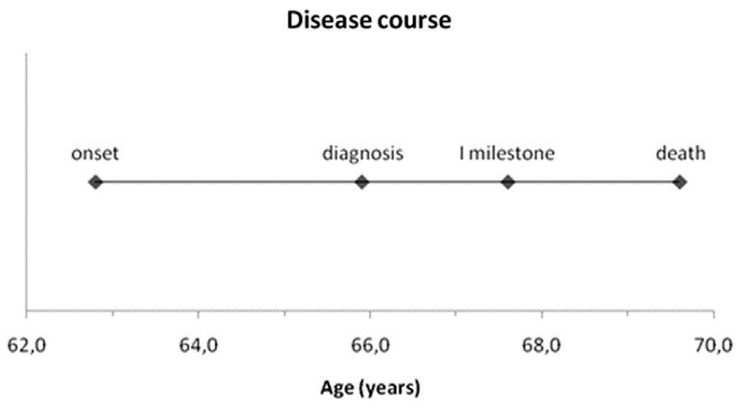 Disease course
onset diagnosis I milestone death
62,0 64,0 66,0 68,0 70,0
Age (years)